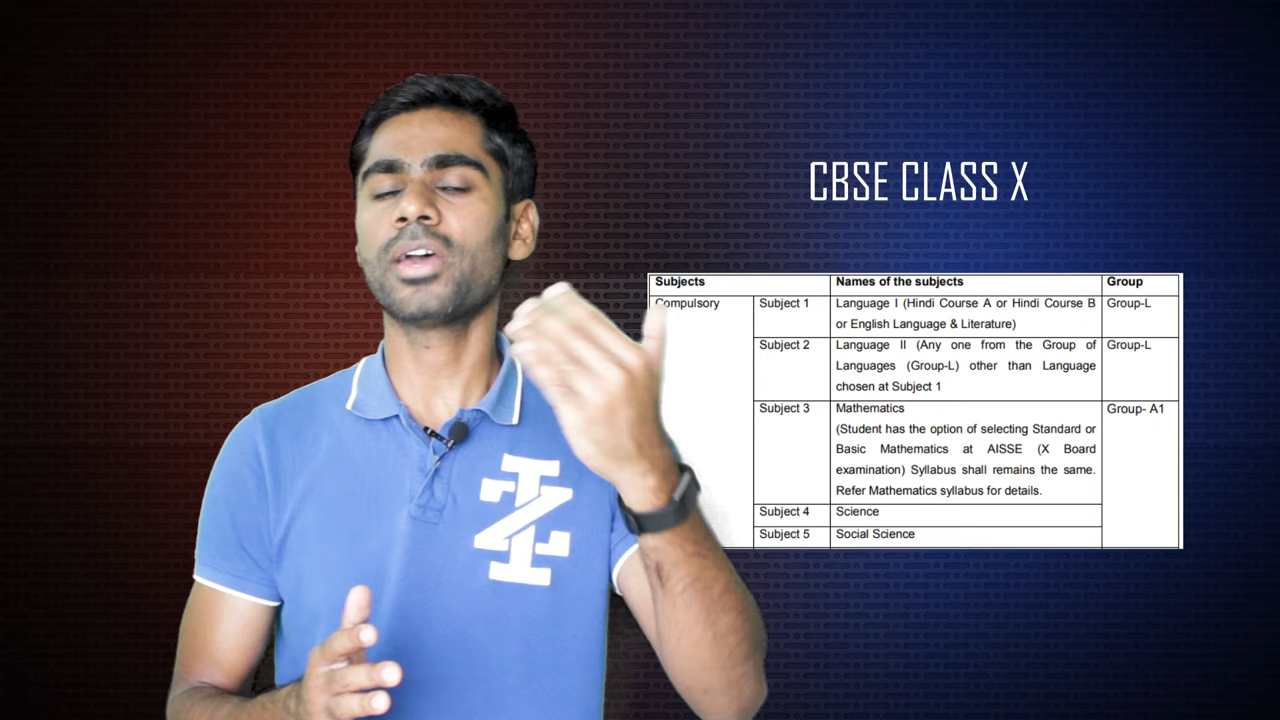 CBSE CLASS X
Subjects Names of the subjects Group
Compulsory Subject 1 Language I (Hindi Course A or Hindi Course B Group-L
or English Language & Literature)
Subject 2 Language II (Any one from the Group of Group-L
Languages (Group-L) other than Language
chosen at Subject 1
Subject 3 Mathematics Group- A1
(Student has the option of selecting Standard or
Basic Mathematics at AISSE (X Board
examination) Syllabus shall remains the same.
Refer Mathematics syllabus for details.
Subject 4 Science
Subject 5 Social Science